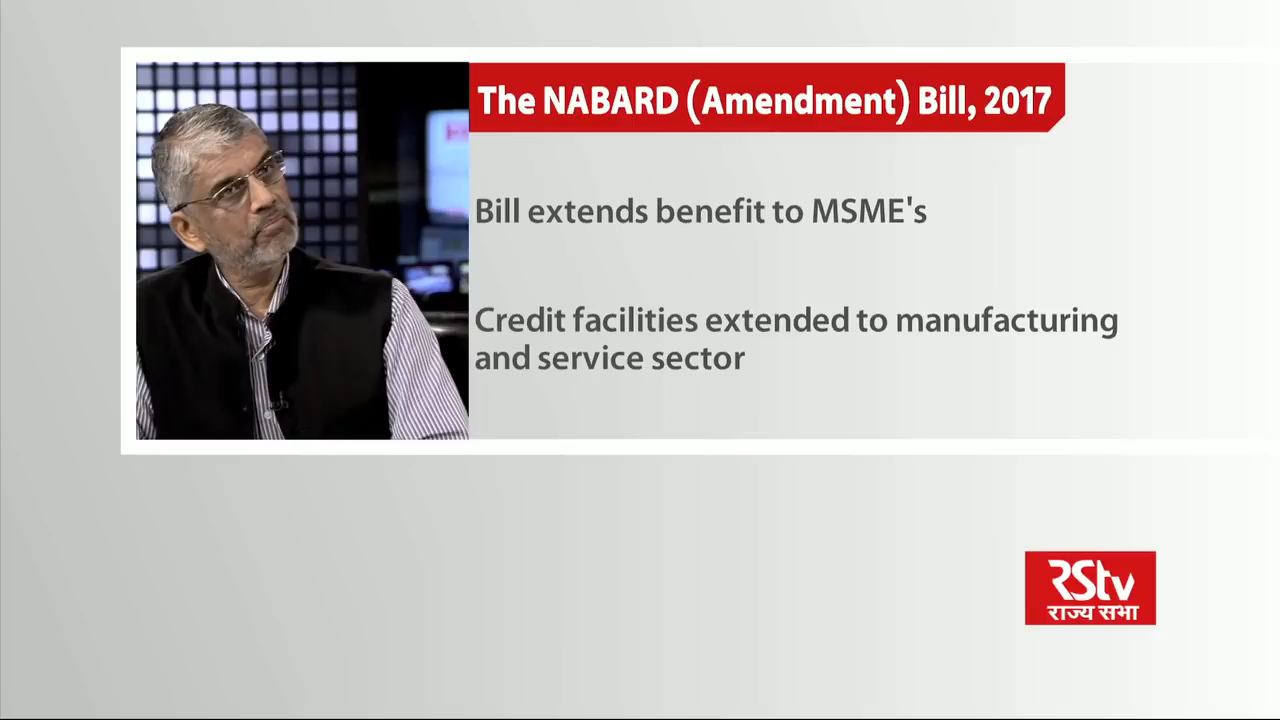 The NABARD (Amendment) Bill, 2017
Bill extends benefit to MSME's
Credit facilities extended to manufacturing
and service sector
RStv
राज्य सभा